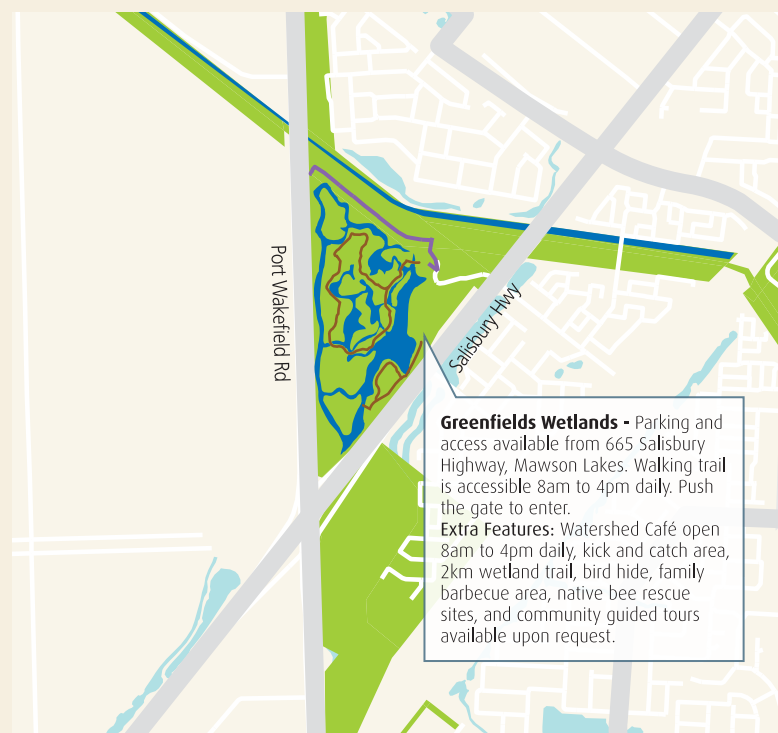 Port Wakefield Rd
Salisbury Hwy
Greenfields Wetlands - Parking and
access available from 665 Salisbury
Highway, Mawson Lakes. Walking trail
is accessible 8am to 4pm daily. Push
the gate to enter.
Extra Features: Watershed Café open
8am to 4pm daily, kick and catch area,
2km wetland trail, bird hide, family
barbecue area, native bee rescue
sites, and community guided tours
available upon request.